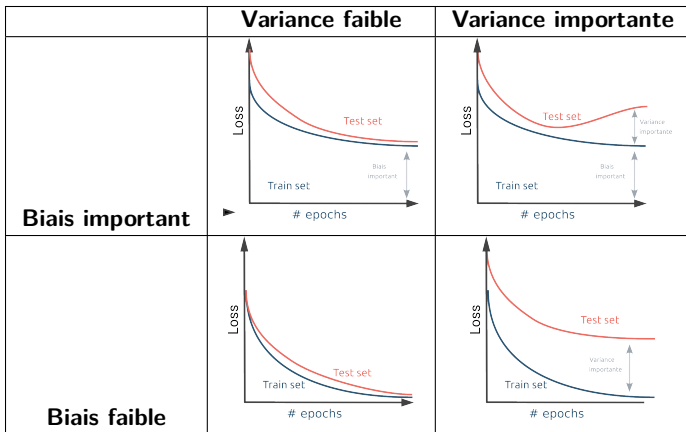 Variance faible
Variance importante
Biais important
Loss
Test set
Biais
important
Train set
# epochs
Loss
Test set
Variance
importante
Biais
important
Train set
# epochs
Biais faible
Loss
Test set
Train set
# epochs
Loss
Test set
Variance
importante
Train set
# epochs